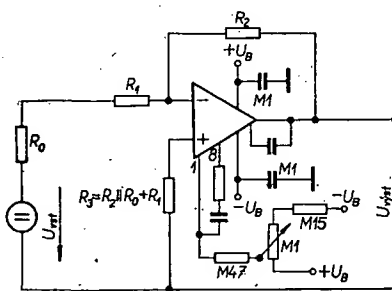 R2
+UB
R1
M1
−
+
R0
1
8
M1
R3=R2||R0+R1
−UB
−UB
Uvst
M15
Uvýst
M1
M47
+UB